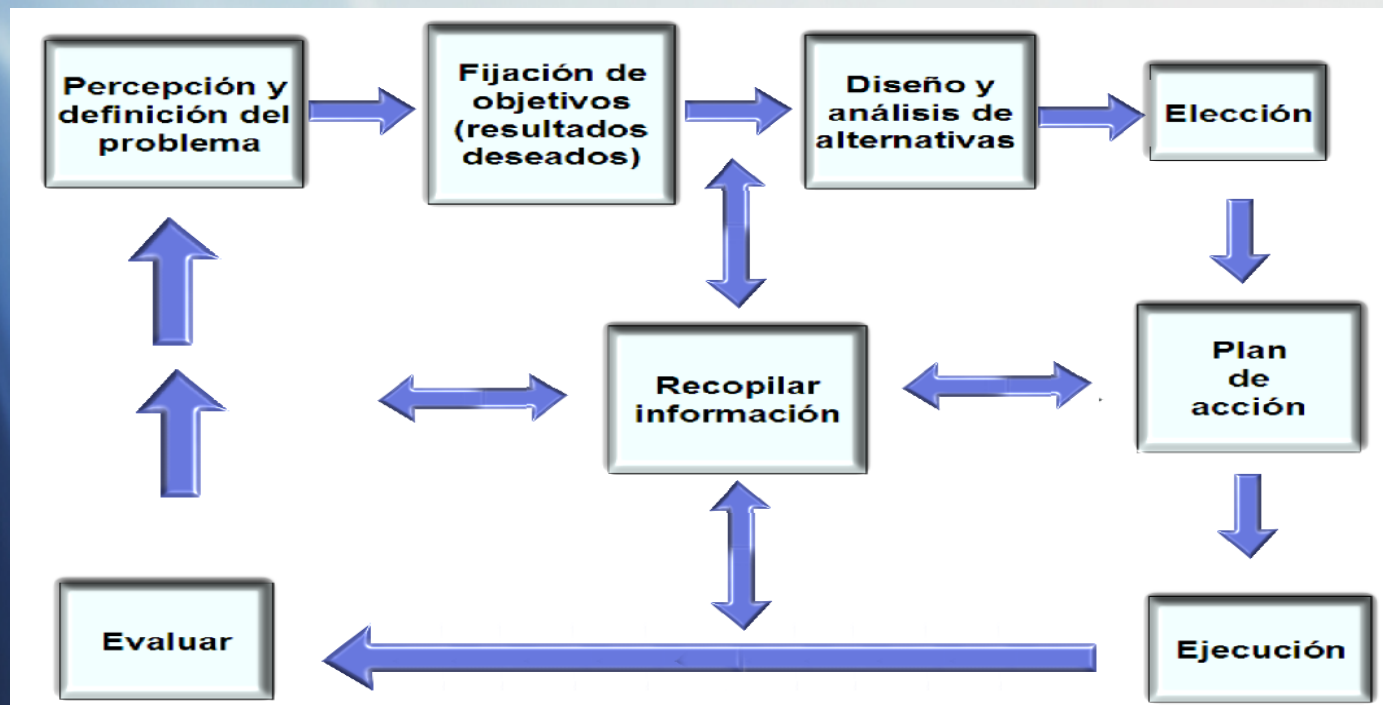 Percepción y
definición del
problema
Fijación de
objetivos
(resultados
deseados)
Diseño y
análisis de
alternativas
Elección
Recopilar
información
Plan
de
acción
Evaluar
Ejecución